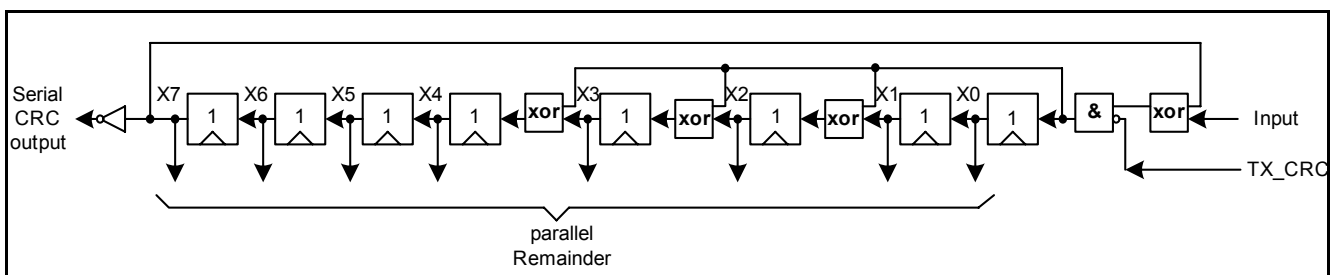 Serial
CRC
output
X7
1
X6
1
X5
1
X4
1
xor
X3
1
xor
X2
1
xor
X1
1
X0
1
&
xor
Input
TX_CRC
parallel
Remainder